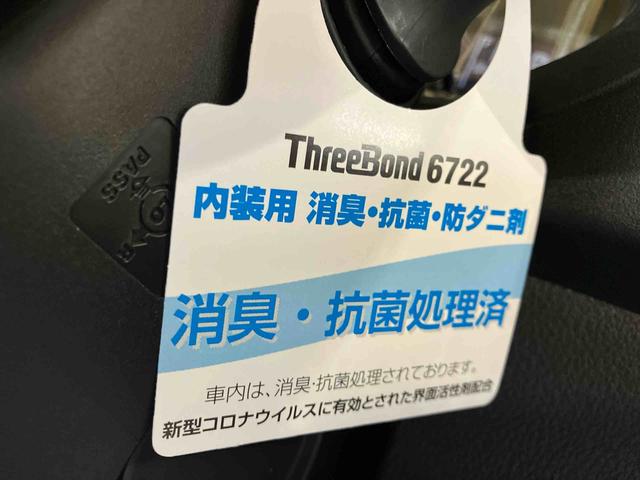 ThreeBond 6722
内装用 消臭・抗菌・防ダニ剤
消臭・抗菌処理済
車内は、消臭・抗菌処理されております。
新型コロナウイルスに有効とされた界面活性剤配合
PASS
AIR